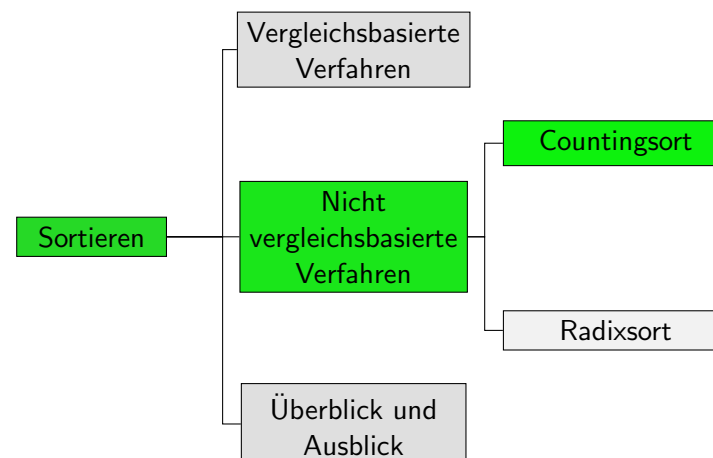 Vergleichsbasierte
Verfahren
Countingsort
Sortieren
Nicht
vergleichsbasierte
Verfahren
Radixsort
Überblick und
Ausblick